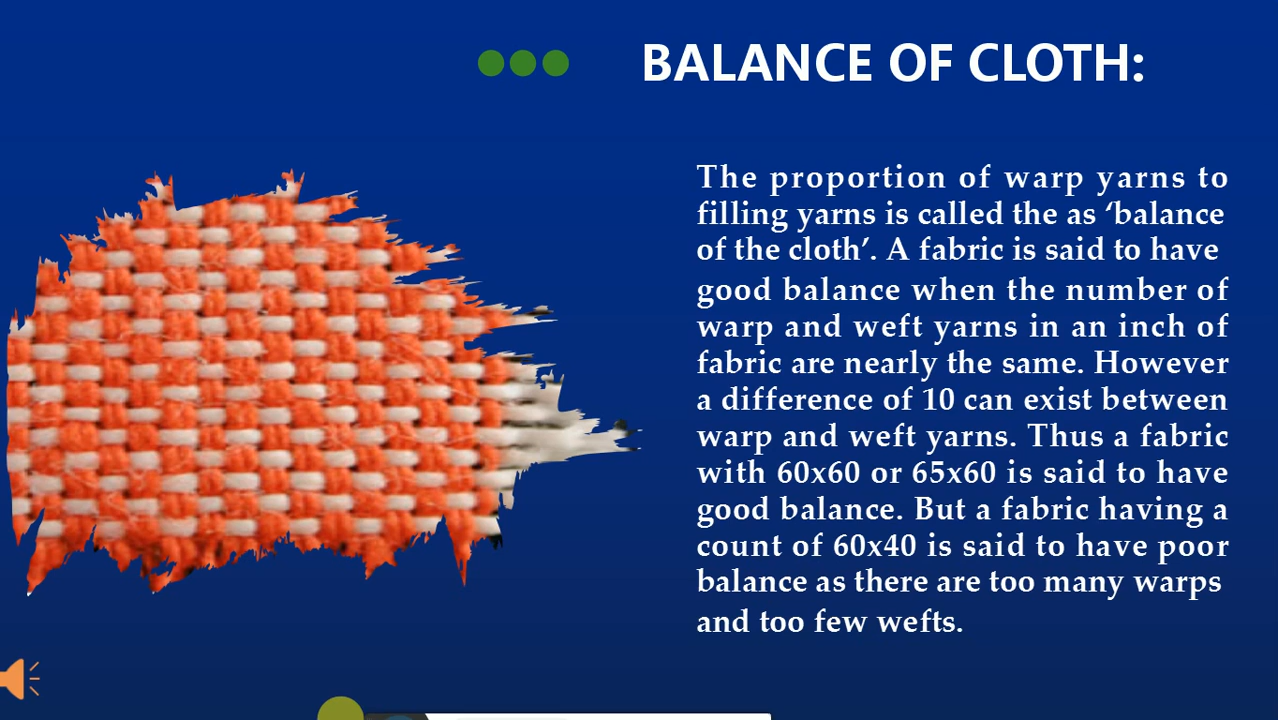 BALANCE OF CLOTH:
The proportion of warp yarns to
filling yarns is called the as ‘balance
of the cloth’. A fabric is said to have
good balance when the number of
warp and weft yarns in an inch of
fabric are nearly the same. However
a difference of 10 can exist between
warp and weft yarns. Thus a fabric
with 60x60 or 65x60 is said to have
good balance. But a fabric having a
count of 60x40 is said to have poor
balance as there are too many warps
and too few wefts.